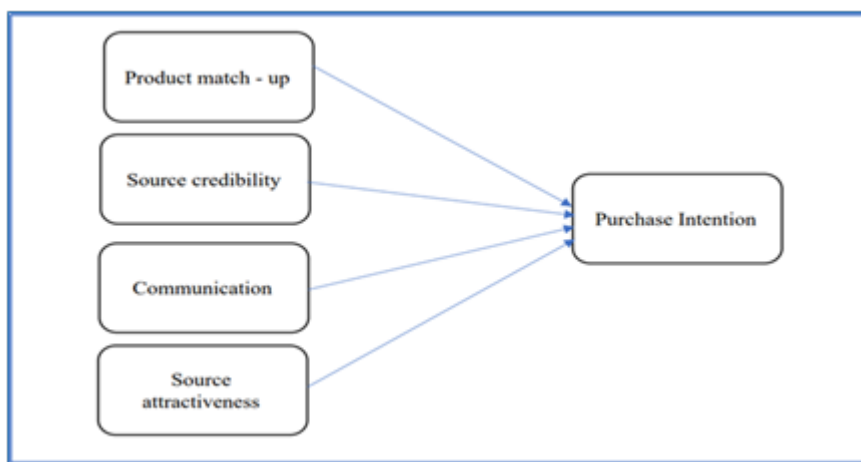 Product match - up
Source credibility
Purchase Intention
Communication
Source
attractiveness